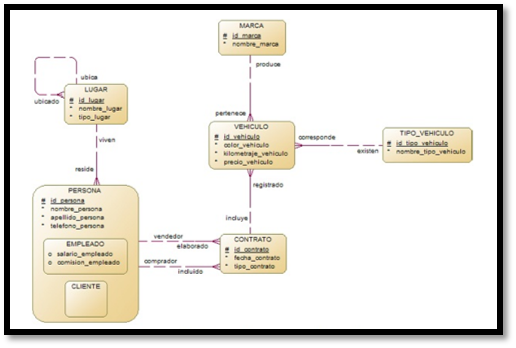 MARCA
# id_marca
* nombre_marca
produce
ubica
LUGAR
# id_lugar
* nombre_lugar
* tipo_lugar
ubicado
pertenece
VEHICULO
# id_vehiculo
* color_vehiculo
* kilometraje_vehiculo
* precio_vehiculo
corresponde
TIPO_VEHICULO
# id_tipo_vehiculo
* nombre_tipo_vehiculo
existen
viven
reside
registrado
PERSONA
# id_persona
* nombre_persona
* apellido_persona
* telefono_persona
incluye
EMPLEADO
o salario_empleado
o comision_empleado
vendedor
elaborado
CONTRATO
# id_contrato
* fecha_contrato
* tipo_contrato
comprador
incluido
CLIENTE